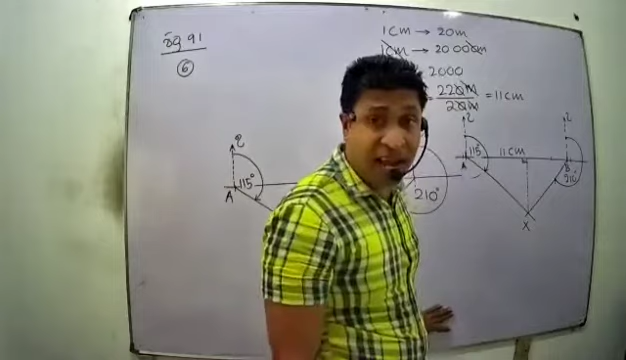 පිටු 91
⑥
1cm → 20m
1cm → 2000cm
2000
= 220m / 20m = 11cm
උ
115°
A
210°
උ
115°
A
11cm
උ
B
210°
X